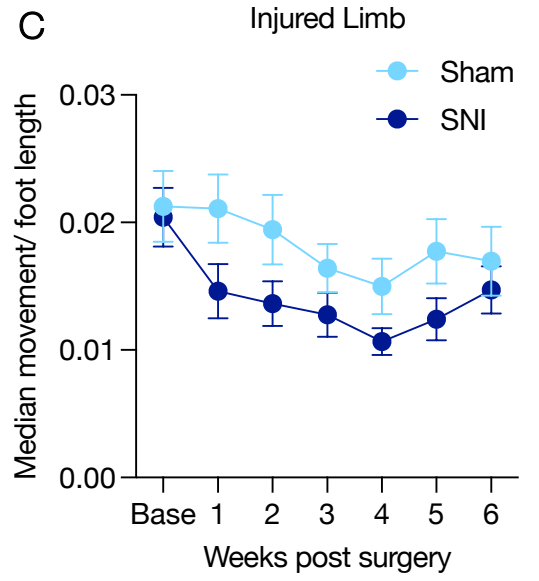 C
Injured Limb
Sham
SNI
Median movement/ foot length
0.03
0.02
0.01
0.00
Base 1 2 3 4 5 6
Weeks post surgery